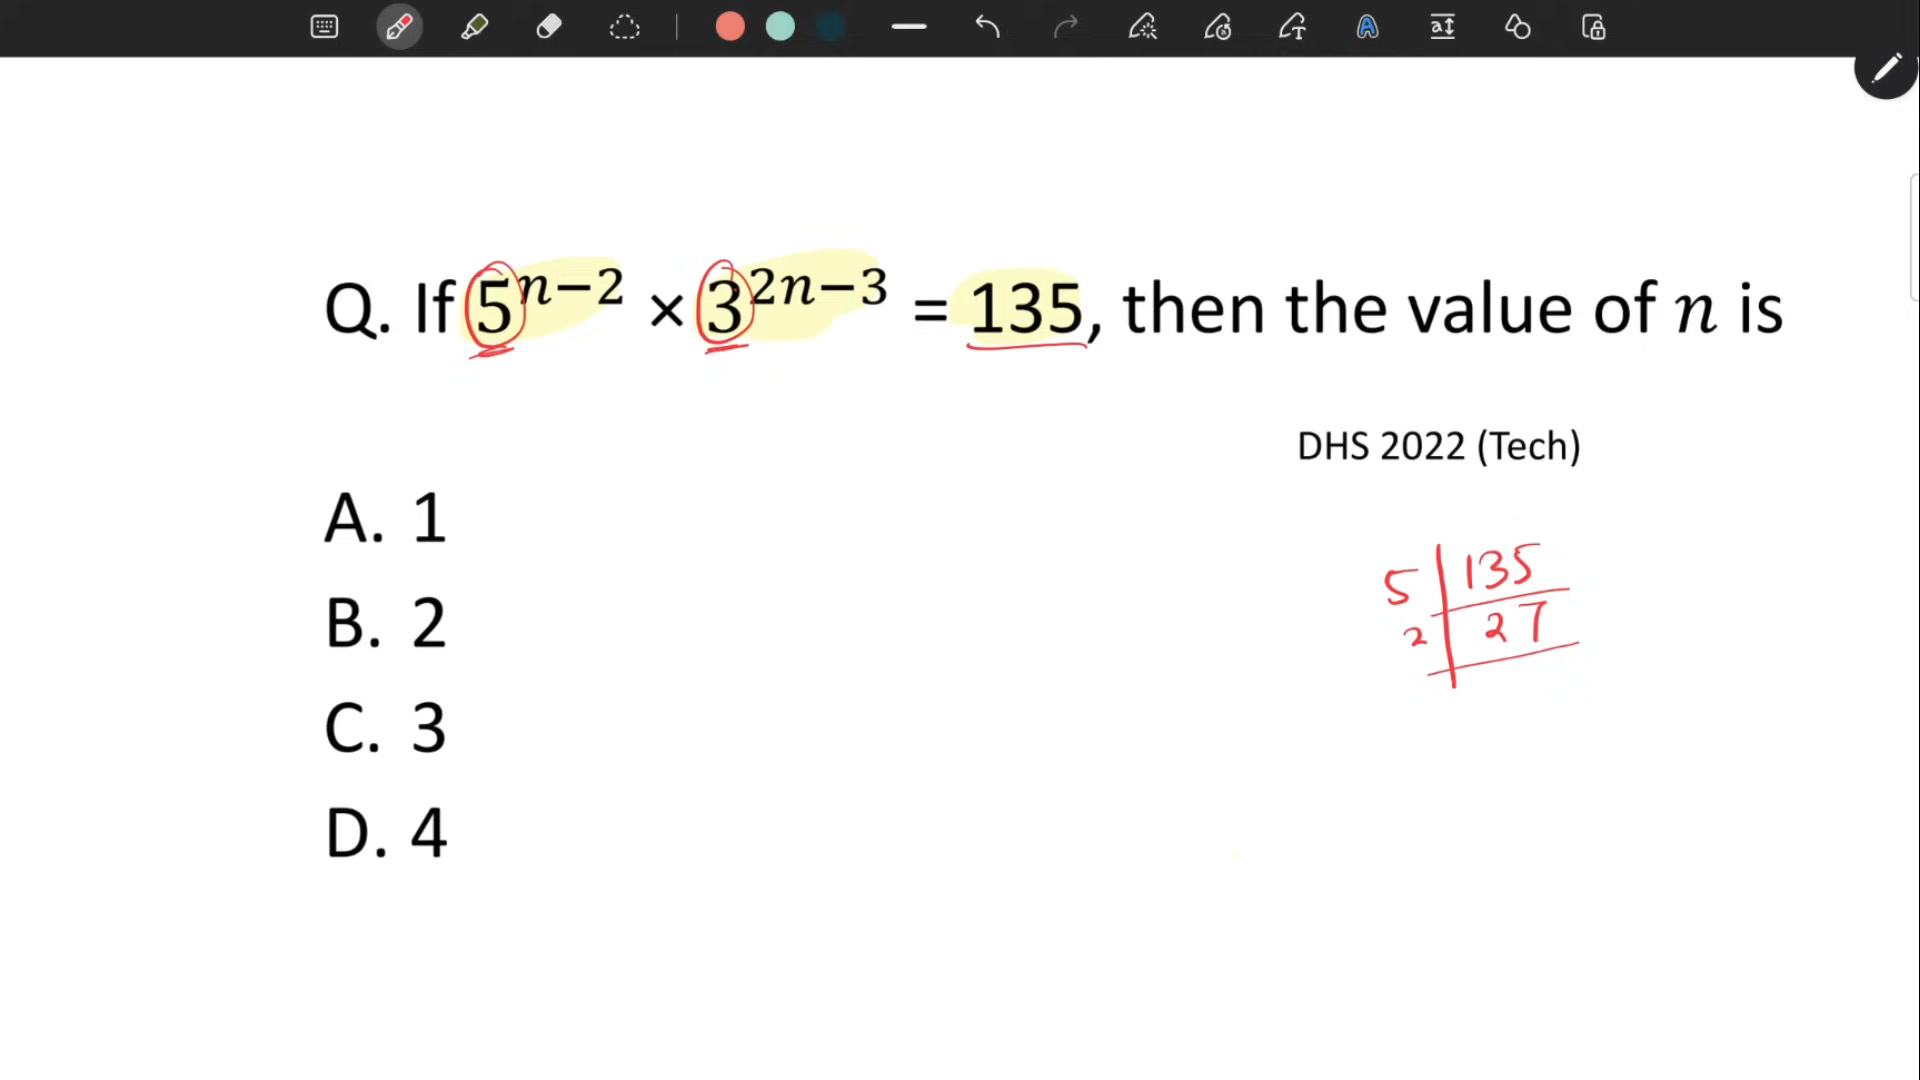 Q. If 5^{n−2} × 3^{2n−3} = 135, then the value of n is
DHS 2022 (Tech)
A. 1
B. 2
C. 3
D. 4
5 | 135
2 | 27